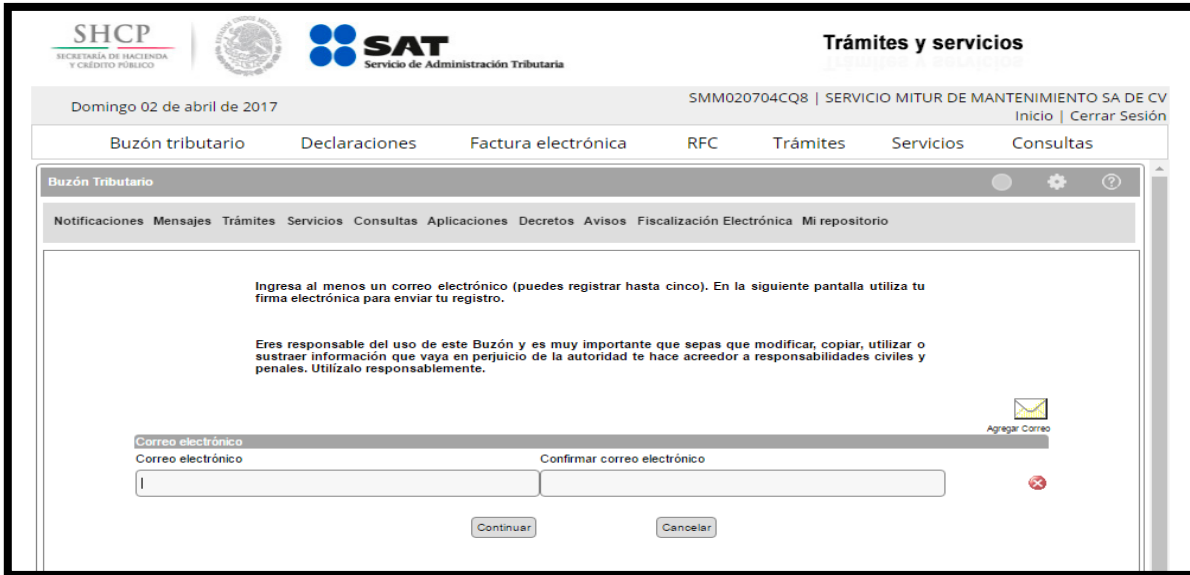 SHCP
SECRETARÍA DE HACIENDA
Y CRÉDITO PÚBLICO
SAT
Servicio de Administración Tributaria
Trámites y servicios
Domingo 02 de abril de 2017
SMM020704CQ8 | SERVICIO MITUR DE MANTENIMIENTO SA DE CV
Inicio | Cerrar Sesión
Buzón tributario Declaraciones Factura electrónica RFC Trámites Servicios Consultas
Buzón Tributario
Notificaciones Mensajes Trámites Servicios Consultas Aplicaciones Decretos Avisos Fiscalización Electrónica Mi repositorio
Ingresa al menos un correo electrónico (puedes registrar hasta cinco). En la siguiente pantalla utiliza tu
firma electrónica para enviar tu registro.
Eres responsable del uso de este Buzón y es muy importante que sepas que modificar, copiar, utilizar o
sustraer información que vaya en perjuicio de la autoridad te hace acreedor a responsabilidades civiles y
penales. Utilízalo responsablemente.
Agregar Correo
Correo electrónico
Correo electrónico Confirmar correo electrónico
Continuar Cancelar